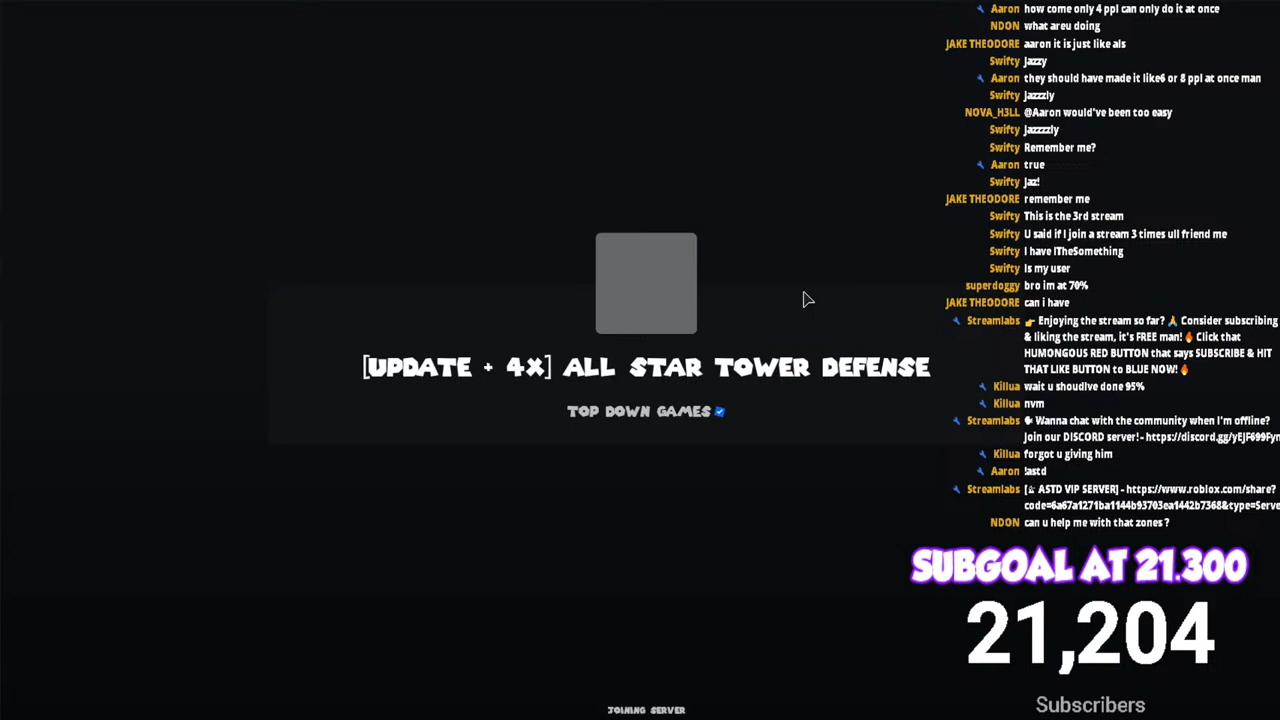 Aaron how come only 4 ppl can only do it at once
NDON what areu doing
JAKE THEODORE aaron it is just like als
Swifty Jazzy
Aaron they should have made it like6 or 8 ppl at once man
Swifty Jazzzly
NOVA_H3LL @Aaron would've been too easy
Swifty Jazzzzly
Swifty Remember me?
Aaron true
Swifty Jaz!
JAKE THEODORE remember me
Swifty This is the 3rd stream
Swifty U said if I join a stream 3 times ull friend me
Swifty I have ITheSomething
Swifty Is my user
superdoggy bro im at 70%
JAKE THEODORE can i have
Streamlabs 👉 Enjoying the stream so far? 🙏 Consider subscribing
& liking the stream, it's FREE man! 🔥 Click that
HUMONGOUS RED BUTTON that says SUBSCRIBE & HIT
THAT LIKE BUTTON to BLUE NOW! 🔥
Killua wait u shoudlve done 95%
Killua nvm
Streamlabs 🗣 Wanna chat with the community when I'm offline?
Join our DISCORD server! - https://discord.gg/yEJF699Fyn
Killua forgot u giving him
Aaron !astd
Streamlabs [ ASTD VIP SERVER] - https://www.roblox.com/share?
code=6a67a1271ba1144b93703ea1442b7368&type=Serve
NDON can u help me with that zones ?
[UPDATE + 4X] ALL STAR TOWER DEFENSE
TOP DOWN GAMES
SUBGOAL AT 21.300
21,204
Subscribers
JOINING SERVER